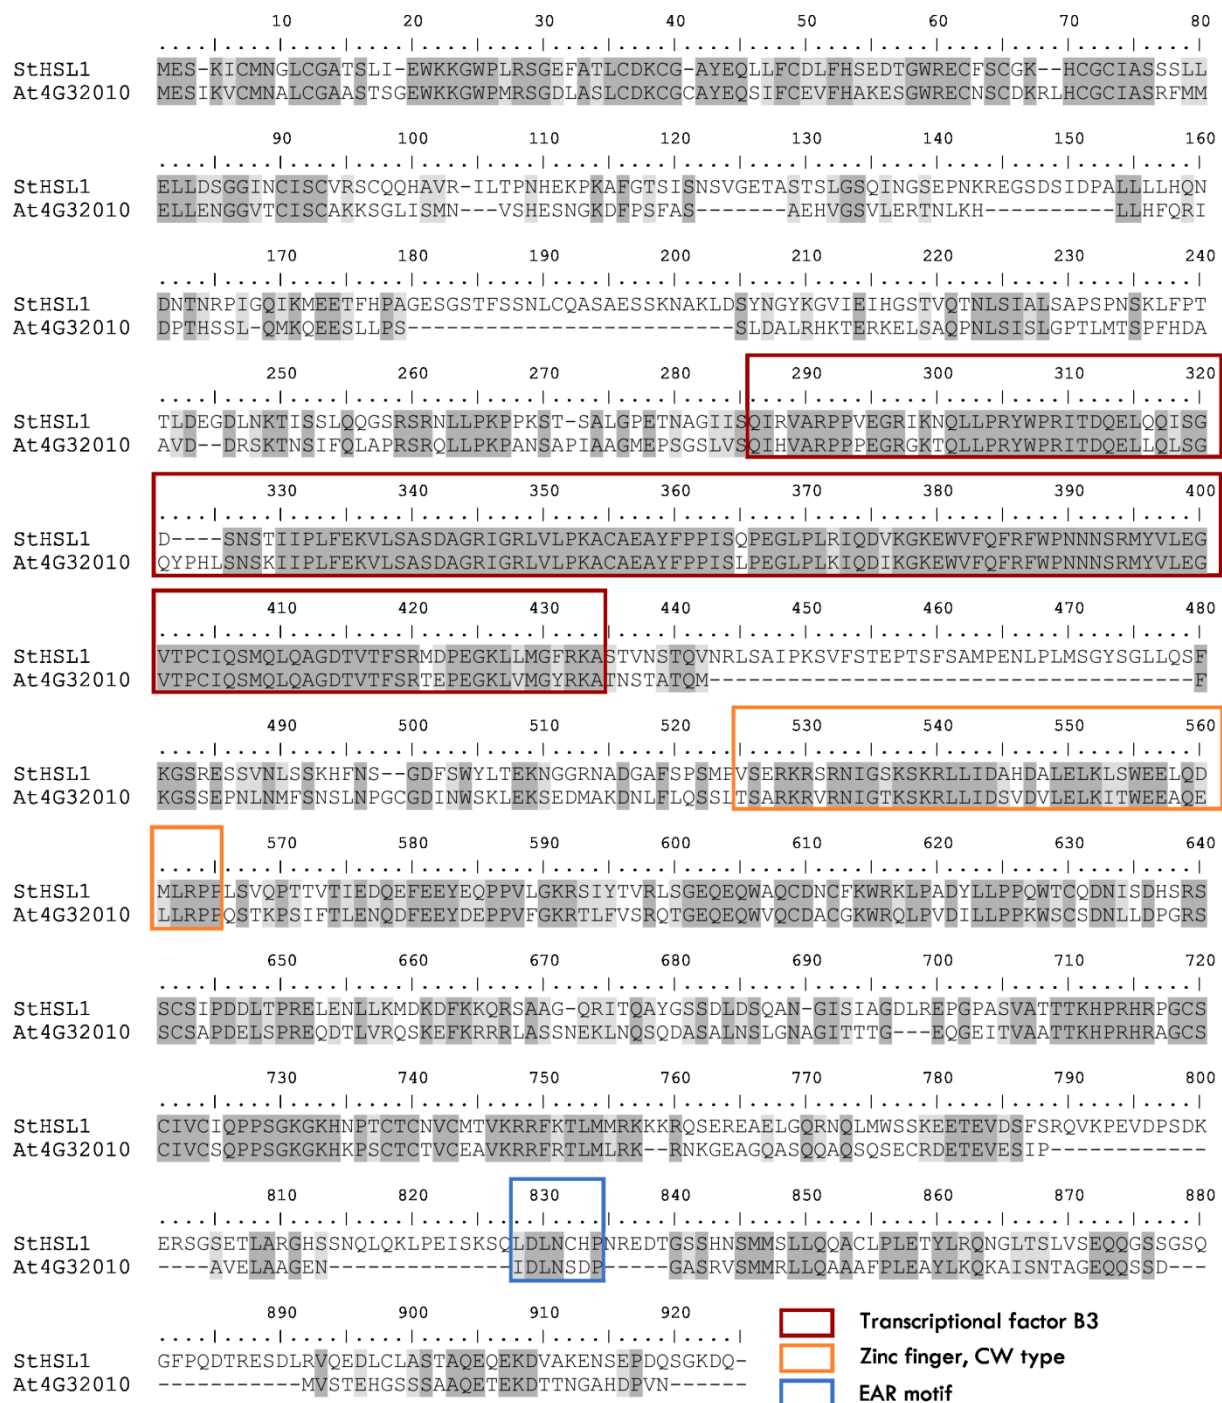 10 20 30 40 50 60 70 80
StHSL1 MES-KICMNGLCGATSLI-EWKKGWPLRSGEFATLCDKCG-AYEQLLFCDLFHSEDTGWRECFSCGK--HCGCIASSSLL
At4G32010 MESIKVCMNALCGAASTSGEWKKGWPMRSGDLASLCDKCGCAYEQSIFCEVFHAKESGWRECNSCDKRLHCGCIASRFMM
90 100 110 120 130 140 150 160
StHSL1 ELLDSGGINCISCVRSCQQHAVR-ILTPNHEKPKAFGTSISNSVGETASTSLGSQINGSEPNKREGSDSIDPALLLLHQN
At4G32010 ELLENGGVTCISCAKKSGLISMN---VSHESNGKDFPSFAS-------AEHVGSVLERTNLKH---------LLHFQRI
170 180 190 200 210 220 230 240
StHSL1 DNTNRPIGQIKMEETFHPAGESGSTFSSNLCQASAESSKNAKLDSYNGYKGVIEIHGSTVQTNLSIALSAPSPNSKLFPT
At4G32010 DPTHSSL-QMKQEESLLPS--------------------SLDALRHKTERKELSAQPNLSISLGPTLMTSPFHDA
250 260 270 280 290 300 310 320
StHSL1 TLDEGDLNKTISSLQQGSRSRNLLPKPPKST-SALGPETNAGIISQIRVARPPVEGRIKNQLLPRYWPRITDQELQQISG
At4G32010 AVD--DRSKTNSIFQLAPRSRQLLPKPANSAPIAAGMEPSGSLVSQIHVARPPPEGRGKTQLLPRYWPRITDQELLQLSG
330 340 350 360 370 380 390 400
StHSL1 D----SNSTIIPLFEKVLSASDAGRIGRLVLPKACAEAYFPPISQPEGLPLRIQDVKGKEWVFQFRFWPNNNSRMYVLEG
At4G32010 QYPHLSNSKIIPLFEKVLSASDAGRIGRLVLPKACAEAYFPPISLPEGLPLKIQDIKGKEWVFQFRFWPNNNSRMYVLEG
410 420 430 440 450 460 470 480
StHSL1 VTPCIQSMQLQAGDTVTFSRMDPEGKLLMGFRKASTVNSTQVNRLSAIPKSVFSTEPTSFSAMPENLPLMSGYSGLLQSF
At4G32010 VTPCIQSMQLQAGDTVTFSRTEPEGKLVMGYRKATNSTATQM-------------------------------------F
490 500 510 520 530 540 550 560
StHSL1 KGSRESSVNLSSKHFNS--GDFSWYLTEKNGGRNADGAFSPSMPVSERKRSRNIGSKSKRLLIDAHDALELKLSWEELQD
At4G32010 KGSSEPNLNMFSNSLNPGCGDINWSKLEKSEDMAKDNLFLQSSLTSARKRVRNIGTKSKRLLIDSVDVLELKITWEEAQE
570 580 590 600 610 620 630 640
StHSL1 MLRPPLSVQPTTVTIEDQEFEEYEQPPVLGKRSIYTVRLSGEQEQWAQCDNCFKWRKLPADYLLPPQWTCQDNISDHSRS
At4G32010 LLRPPQSTKPSIFTLENQDFEEYDEPPVFGKRTLFVSRQTGEQEQWVQCDACGKWRQLPVDILLPPKWSCSDNLLDPGRS
650 660 670 680 690 700 710 720
StHSL1 SCSIPDDLTPRELENLLKMDKDFKKQRSAAG-QRITQAYGSSDLDSQAN-GISIAGDLREPGPASVATTTKHPRHRPGCS
At4G32010 SCSAPDELSPREQDTLVRQSKEFKRRRLASSNEKLNQSQDASALNSLGNAGITTTG---EQGEITVAATTKHPRHRAGCS
730 740 750 760 770 780 790 800
StHSL1 CIVCIQPPSGKGKHNPTCTCNVCMTVKRRFKTLMMRKKKRQSEREAELGQRNQLMWSSKEETEVDSFSRQVKPEVDPSDK
At4G32010 CIVCSQPPSGKGKHKPSCTCTVCEAVKRRFRTLMLRK--RNKGEAGQASQQAQSQSECRDETEVESIP------------
810 820 830 840 850 860 870 880
StHSL1 ERSGSETLARGHSSNQLQKLPEISKSQLDLNCHPNREDTGSSHNSMMSLLQQACLPLETYLRQNGLTSLVSEQQGSSGSQ
At4G32010 ----AVELAAGEN--------------IDLNSDP----GASRVSMMRLLQAAAFPLEAYLKQKAISNTAGEQQSSD--
890 900 910 920
StHSL1 GFPQDTRESDLRVQEDLCLASTAQEQEKDVAKENSEPDQSGKDQ-
At4G32010 -----------MVSTEHGSSSAAQETEKDTTNGAHDPVN------
Transcriptional factor B3
Zinc finger, CW type
EAR motif